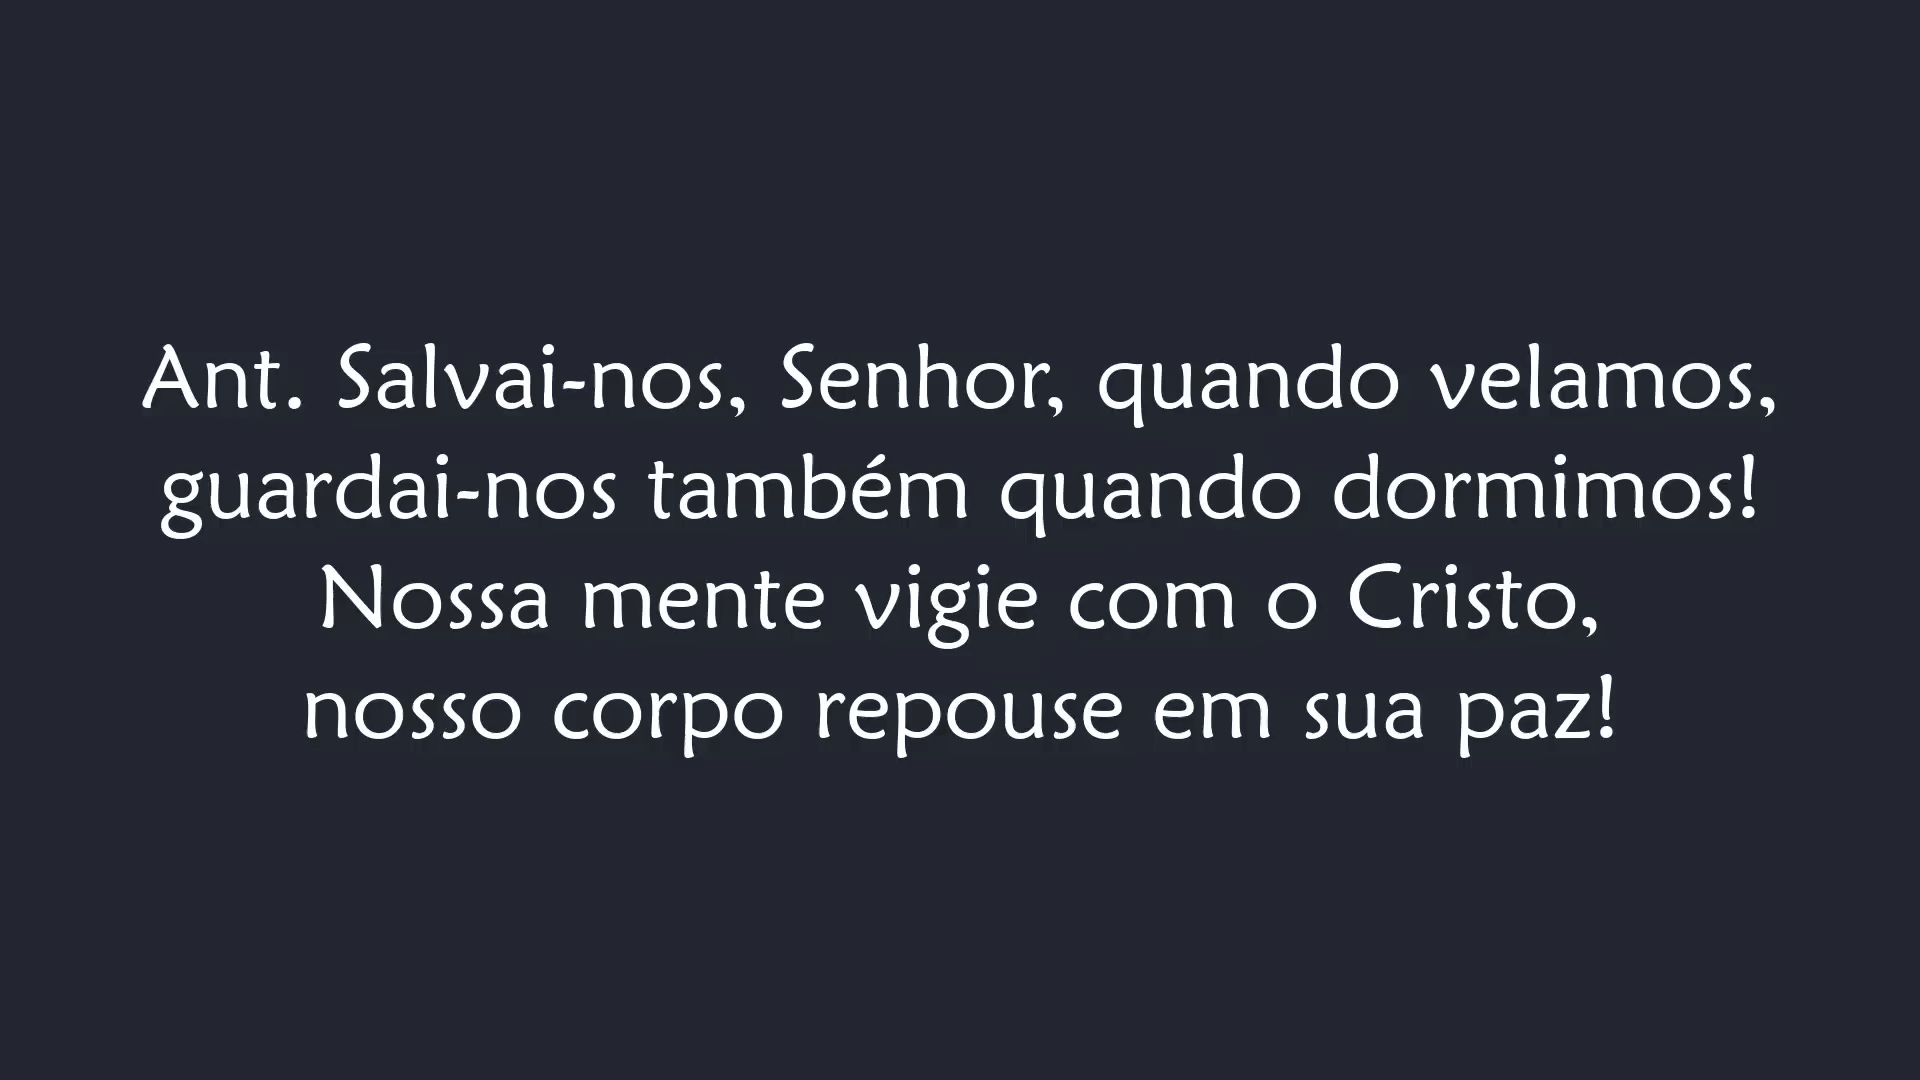 Ant. Salvai-nos, Senhor, quando velamos,
guardai-nos também quando dormimos!
Nossa mente vigie com o Cristo,
nosso corpo repouse em sua paz!